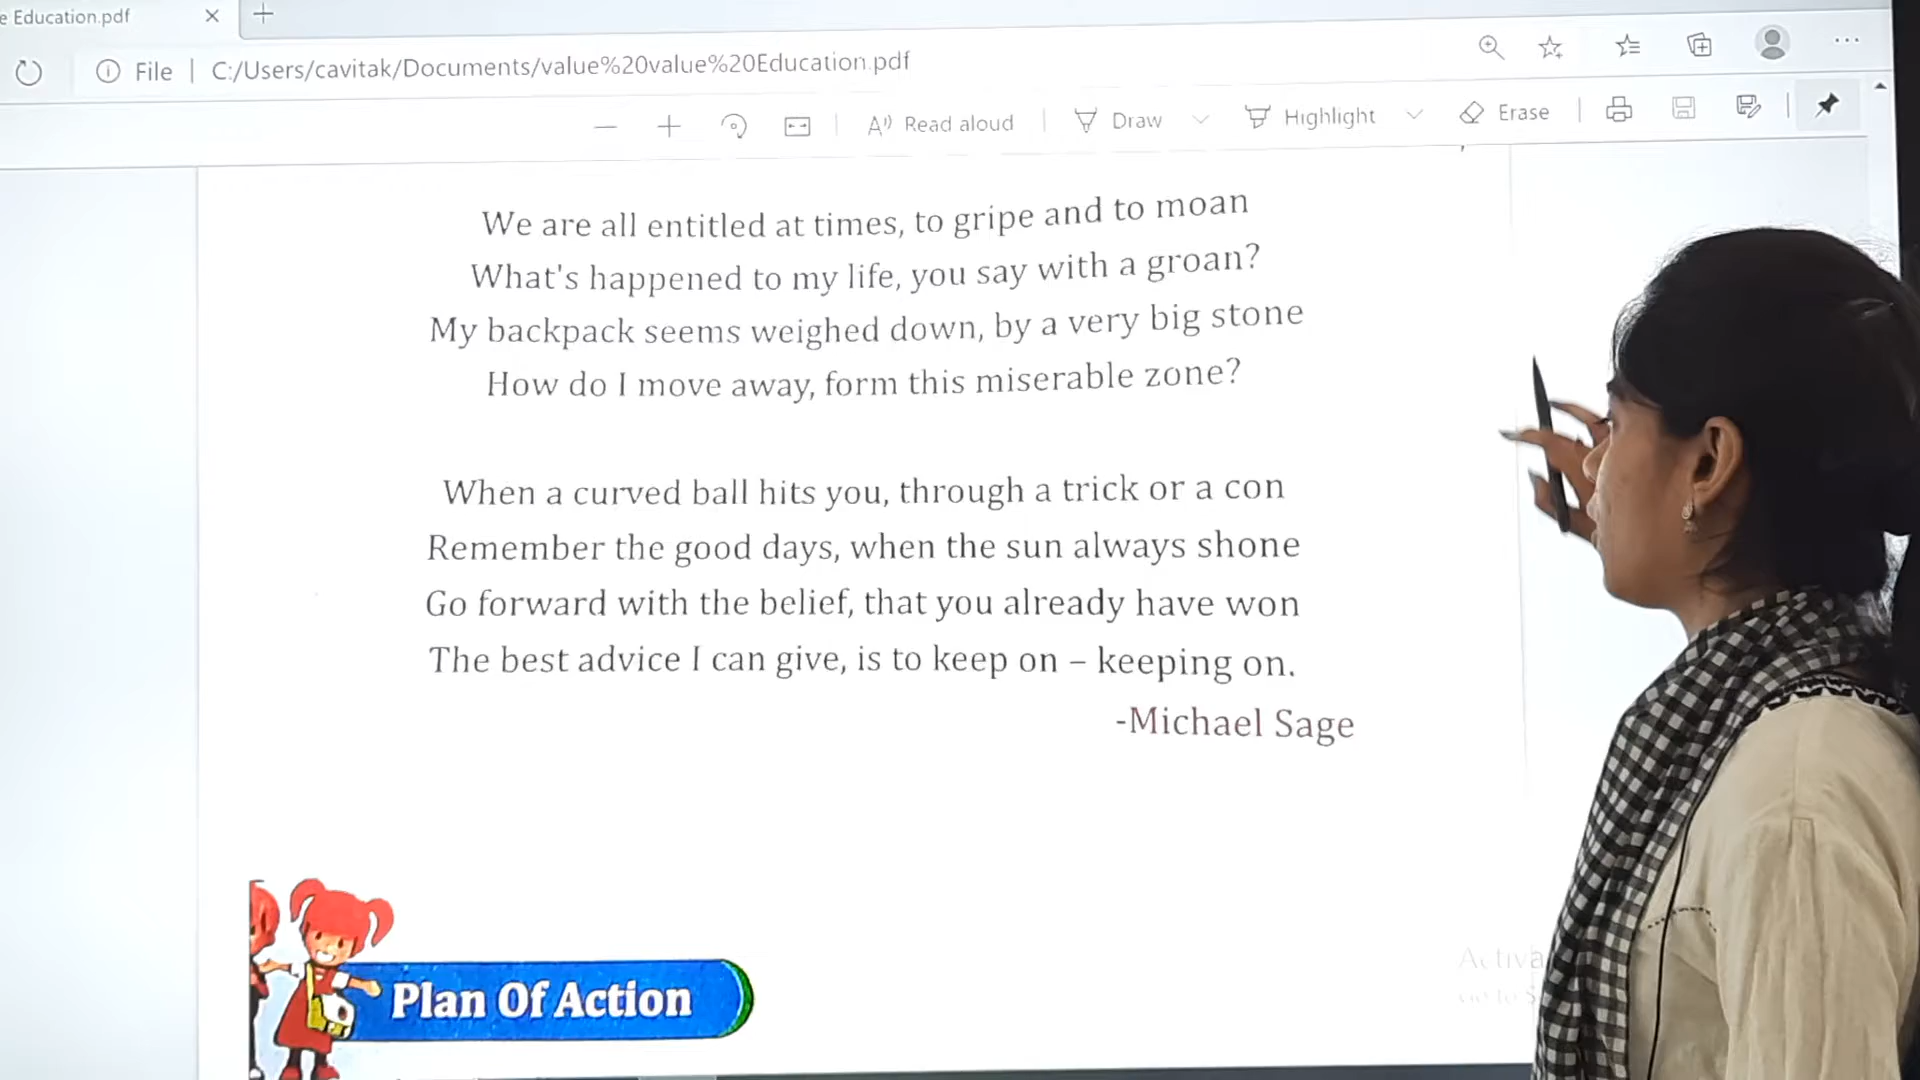 e Education.pdf
File | C:/Users/cavitak/Documents/value%20value%20Education.pdf
Read aloud Draw Highlight Erase
We are all entitled at times, to gripe and to moan
What's happened to my life, you say with a groan?
My backpack seems weighed down, by a very big stone
How do I move away, form this miserable zone?
When a curved ball hits you, through a trick or a con
Remember the good days, when the sun always shone
Go forward with the belief, that you already have won
The best advice I can give, is to keep on – keeping on.
-Michael Sage
Activa
Plan Of Action